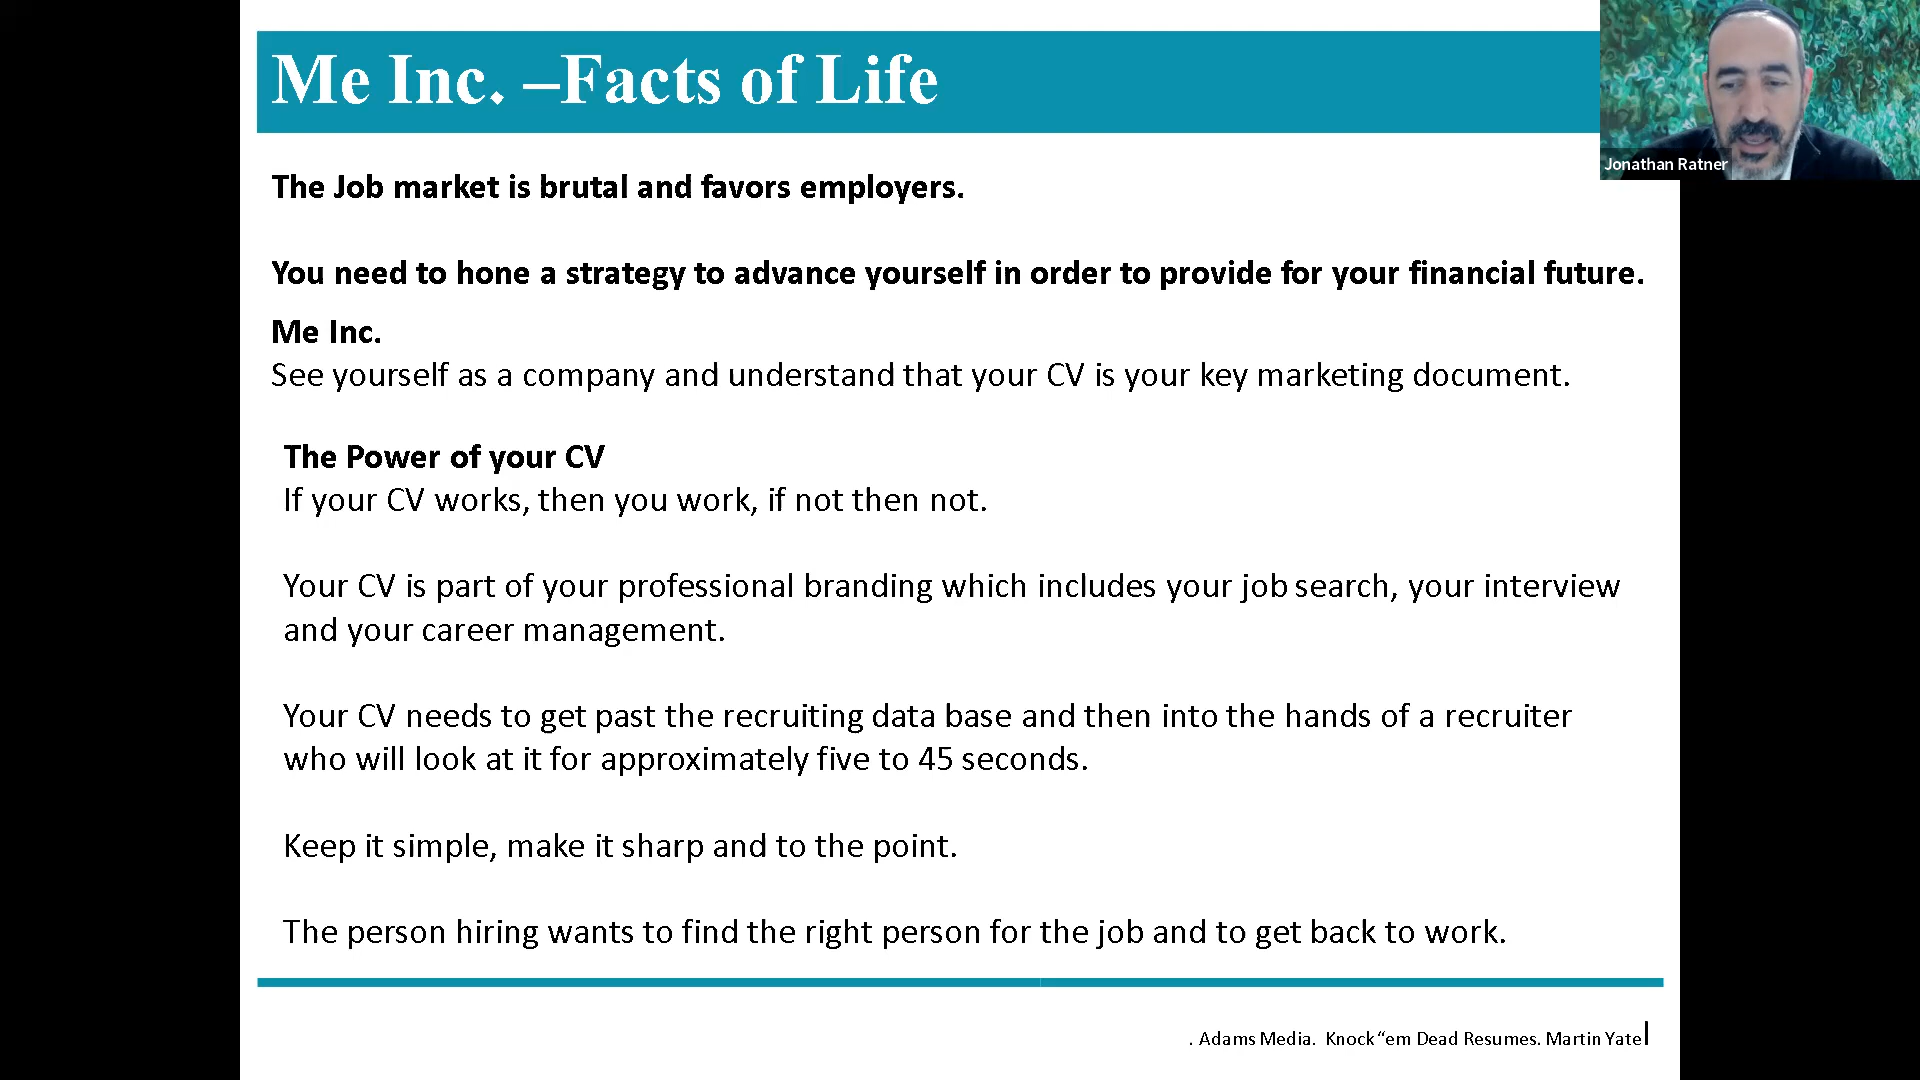 Me Inc. –Facts of Life
Jonathan Ratner
The Job market is brutal and favors employers.
You need to hone a strategy to advance yourself in order to provide for your financial future.
Me Inc.
See yourself as a company and understand that your CV is your key marketing document.
The Power of your CV
If your CV works, then you work, if not then not.
Your CV is part of your professional branding which includes your job search, your interview
and your career management.
Your CV needs to get past the recruiting data base and then into the hands of a recruiter
who will look at it for approximately five to 45 seconds.
Keep it simple, make it sharp and to the point.
The person hiring wants to find the right person for the job and to get back to work.
. Adams Media. Knock “em Dead Resumes. Martin Yate